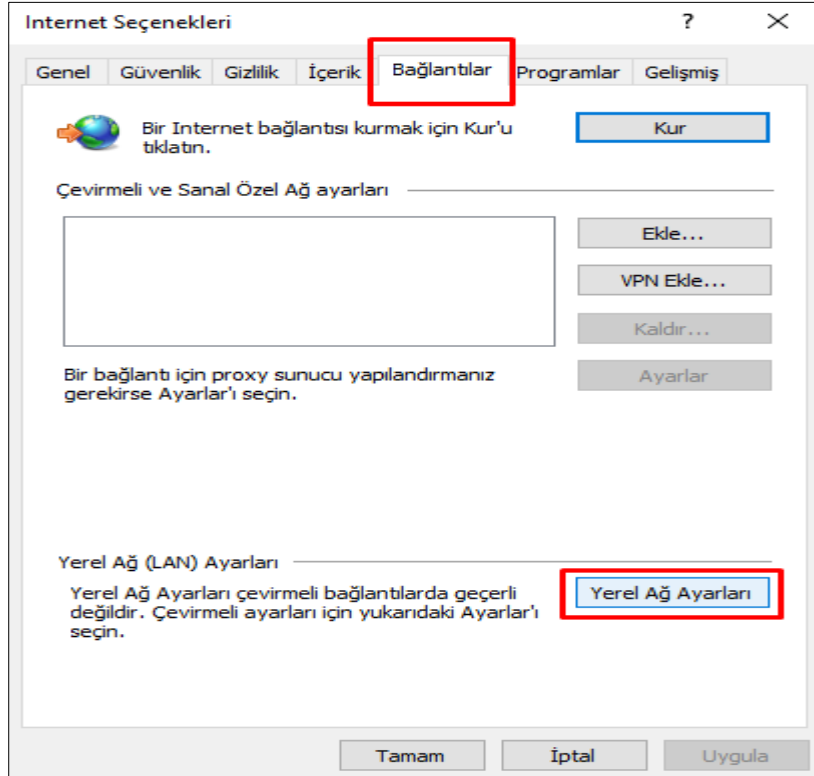 Internet Seçenekleri ?
Genel Güvenlik Gizlilik İçerik Bağlantılar Programlar Gelişmiş
Bir Internet bağlantısı kurmak için Kur'u
tıklatın.
Kur
Çevirmeli ve Sanal Özel Ağ ayarları
Ekle...
VPN Ekle...
Kaldır...
Bir bağlantı için proxy sunucu yapılandırmanız
gerekirse Ayarlar'ı seçin.
Ayarlar
Yerel Ağ (LAN) Ayarları
Yerel Ağ Ayarları çevirmeli bağlantılarda geçerli
değildir. Çevirmeli ayarları için yukarıdaki Ayarlar'ı
seçin.
Yerel Ağ Ayarları
Tamam İptal Uygula